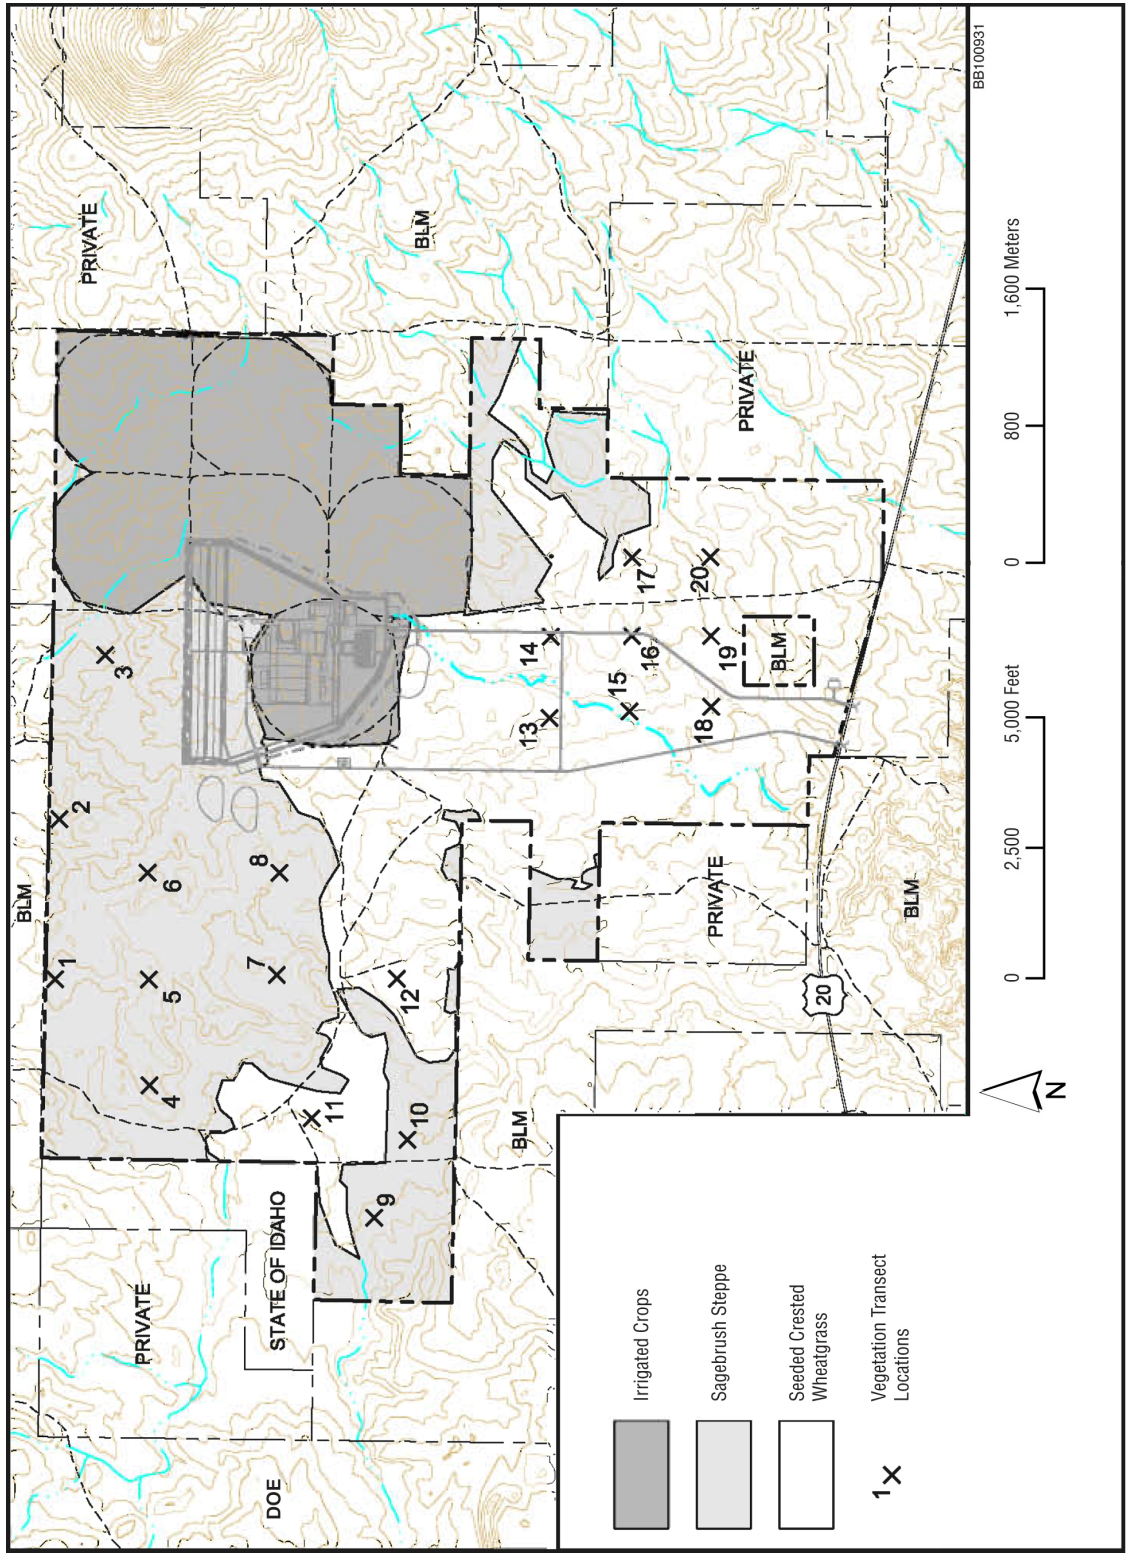 BLM
PRIVATE
PRIVATE
DOE
STATE OF IDAHO
BLM
BLM
PRIVATE
PRIVATE
BLM
BLM
20
1
2
3
4
5
6
7
8
9
10
11
12
13
14
15
16
17
18
19
20
Irrigated Crops
Sagebrush Steppe
Seeded Crested
Wheatgrass
1
Vegetation Transect
Locations
N
0 2,500 5,000 Feet
0 800 1,600 Meters
BB100931